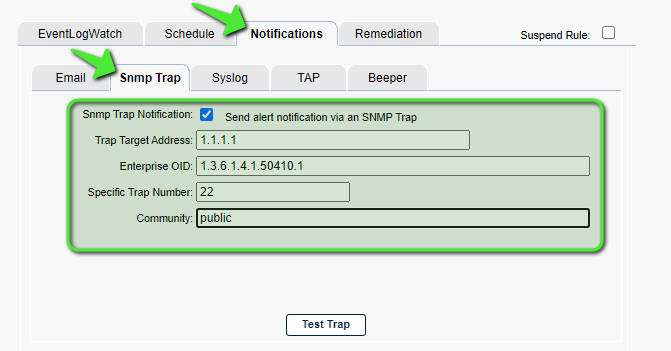 EventLogWatch Schedule Notifications Remediation Suspend Rule:
Email Snmp Trap Syslog TAP Beeper
Snmp Trap Notification: Send alert notification via an SNMP Trap
Trap Target Address: 1.1.1.1
Enterprise OID: 1.3.6.1.4.1.50410.1
Specific Trap Number: 22
Community: public
Test Trap